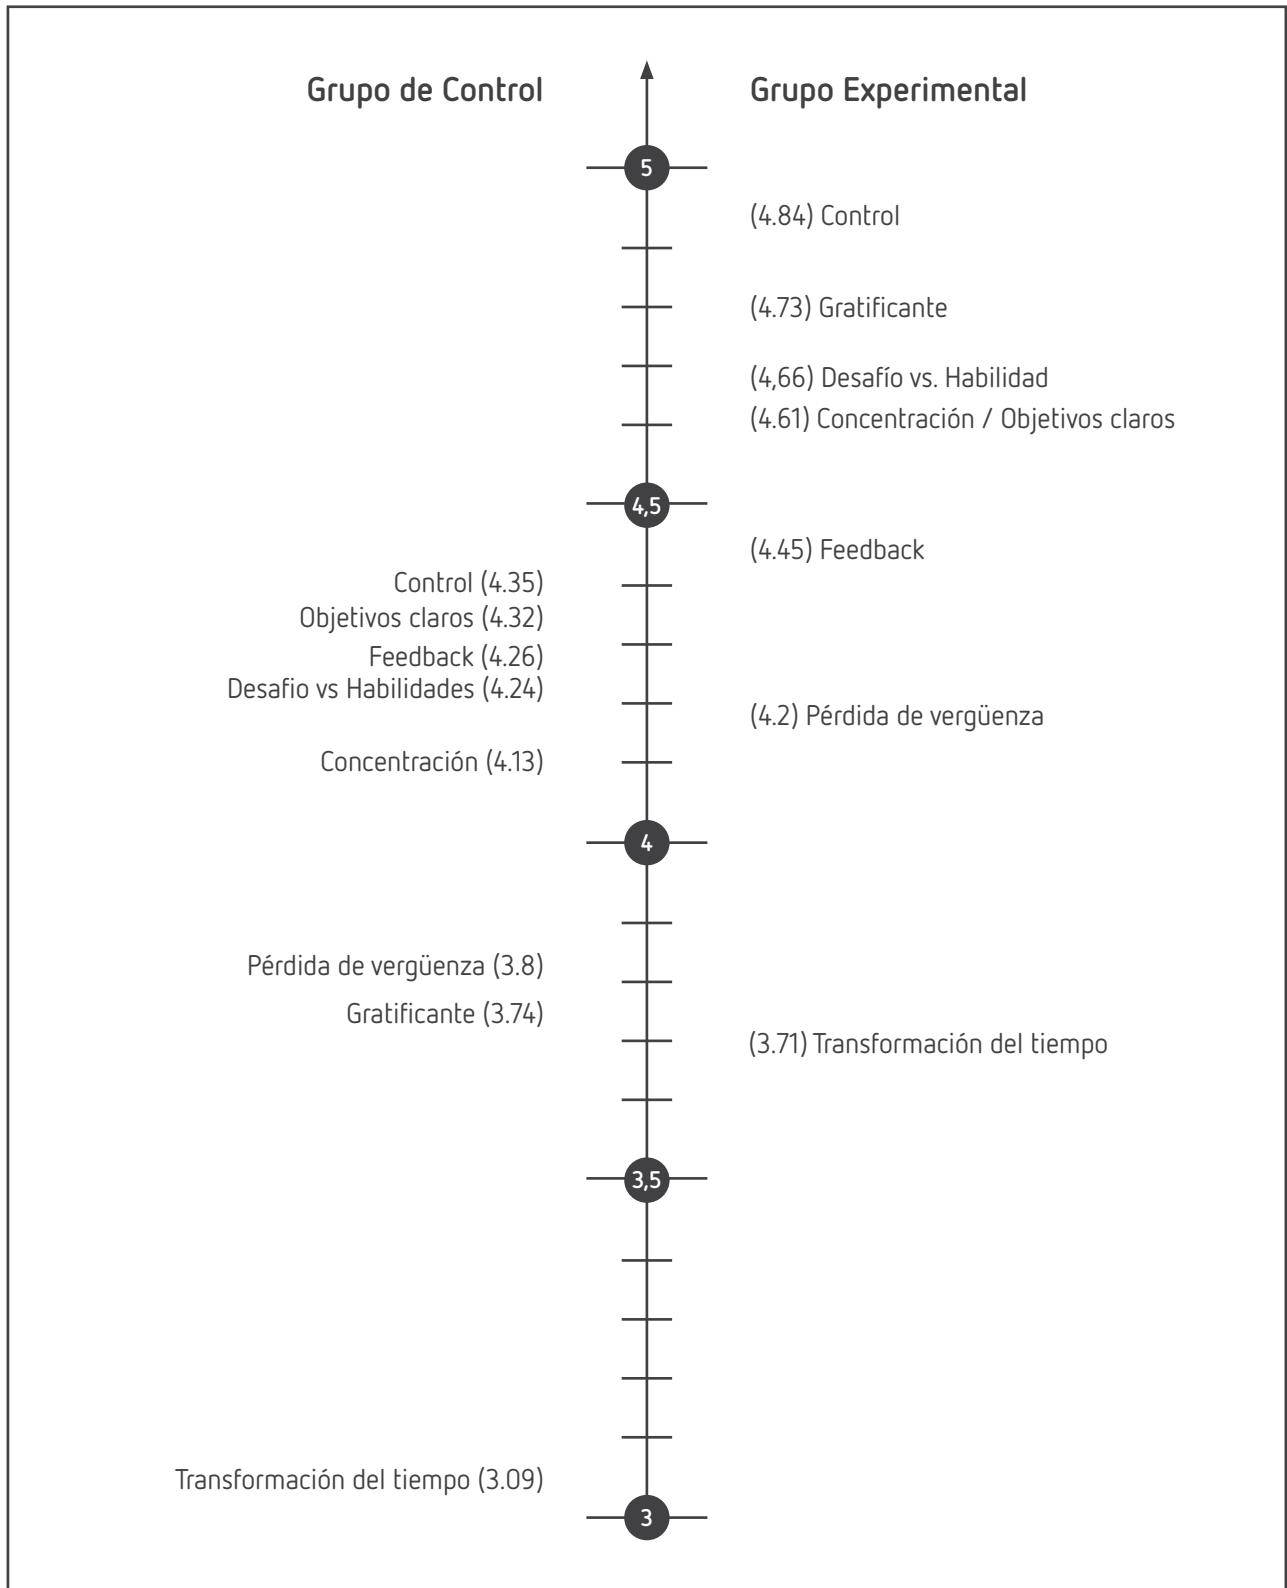 Grupo de Control
Grupo Experimental
5
(4.84) Control
(4.73) Gratificante
(4,66) Desafío vs. Habilidad
(4.61) Concentración / Objetivos claros
4,5
(4.45) Feedback
Control (4.35)
Objetivos claros (4.32)
Feedback (4.26)
Desafio vs Habilidades (4.24)
(4.2) Pérdida de vergüenza
Concentración (4.13)
4
Pérdida de vergüenza (3.8)
Gratificante (3.74)
(3.71) Transformación del tiempo
3,5
Transformación del tiempo (3.09)
3